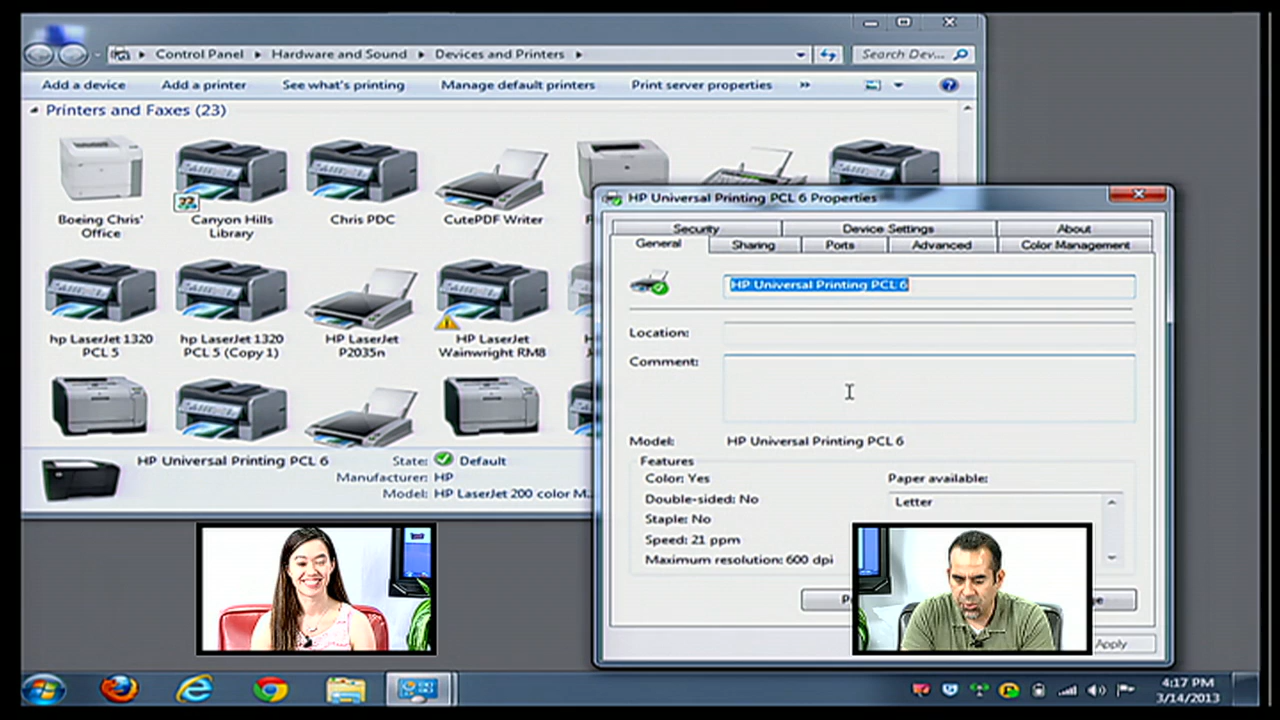 Control Panel Hardware and Sound Devices and Printers Search Dev...
Add a device Add a printer See what's printing Manage default printers Print server properties »
Printers and Faxes (23)
Boeing Chris' Office
Canyon Hills Library
Chris PDC
CutePDF Writer
hp LaserJet 1320 PCL 5
hp LaserJet 1320 PCL 5 (Copy 1)
HP LaserJet P2035n
HP LaserJet Wainwright RM8
HP Universal Printing PCL 6
State: Default
Manufacturer: HP
Model: HP LaserJet 200 color M...
HP Universal Printing PCL 6 Properties
Security Device Settings About
General Sharing Ports Advanced Color Management
HP Universal Printing PCL 6
Location:
Comment:
Model: HP Universal Printing PCL 6
Features
Color: Yes
Double-sided: No
Staple: No
Speed: 21 ppm
Maximum resolution: 600 dpi
Paper available:
Letter
Apply
4:17 PM
3/14/2013